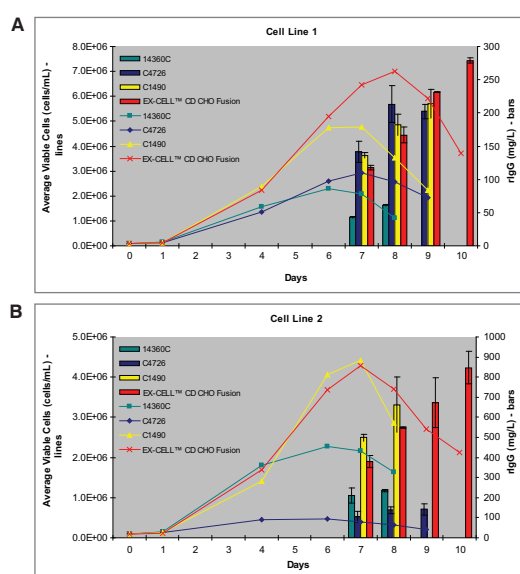 A
Cell Line 1
8.0E+06
7.0E+06
6.0E+06
5.0E+06
4.0E+06
3.0E+06
2.0E+06
1.0E+06
0.0E+00
Average Viable Cells (cells/mL) -
lines
14360C
C4726
C1490
EX-CELL™ CD CHO Fusion
14360C
C4726
C1490
EX-CELL™ CD CHO Fusion
300
250
200
150
100
50
0
rIgG (mg/L) - bars
0 1 2 3 4 5 6 7 8 9 10
Days
B
Cell Line 2
5.0E+06
4.0E+06
3.0E+06
2.0E+06
1.0E+06
0.0E+00
Average Viable Cells (cells/mL) -
lines
14360C
C4726
C1490
EX-CELL™ CD CHO Fusion
14360C
C4726
C1490
EX-CELL™ CD CHO Fusion
1000
900
800
700
600
500
400
300
200
100
0
rIgG (mg/L) - bars
0 1 2 3 4 5 6 7 8 9 10
Days